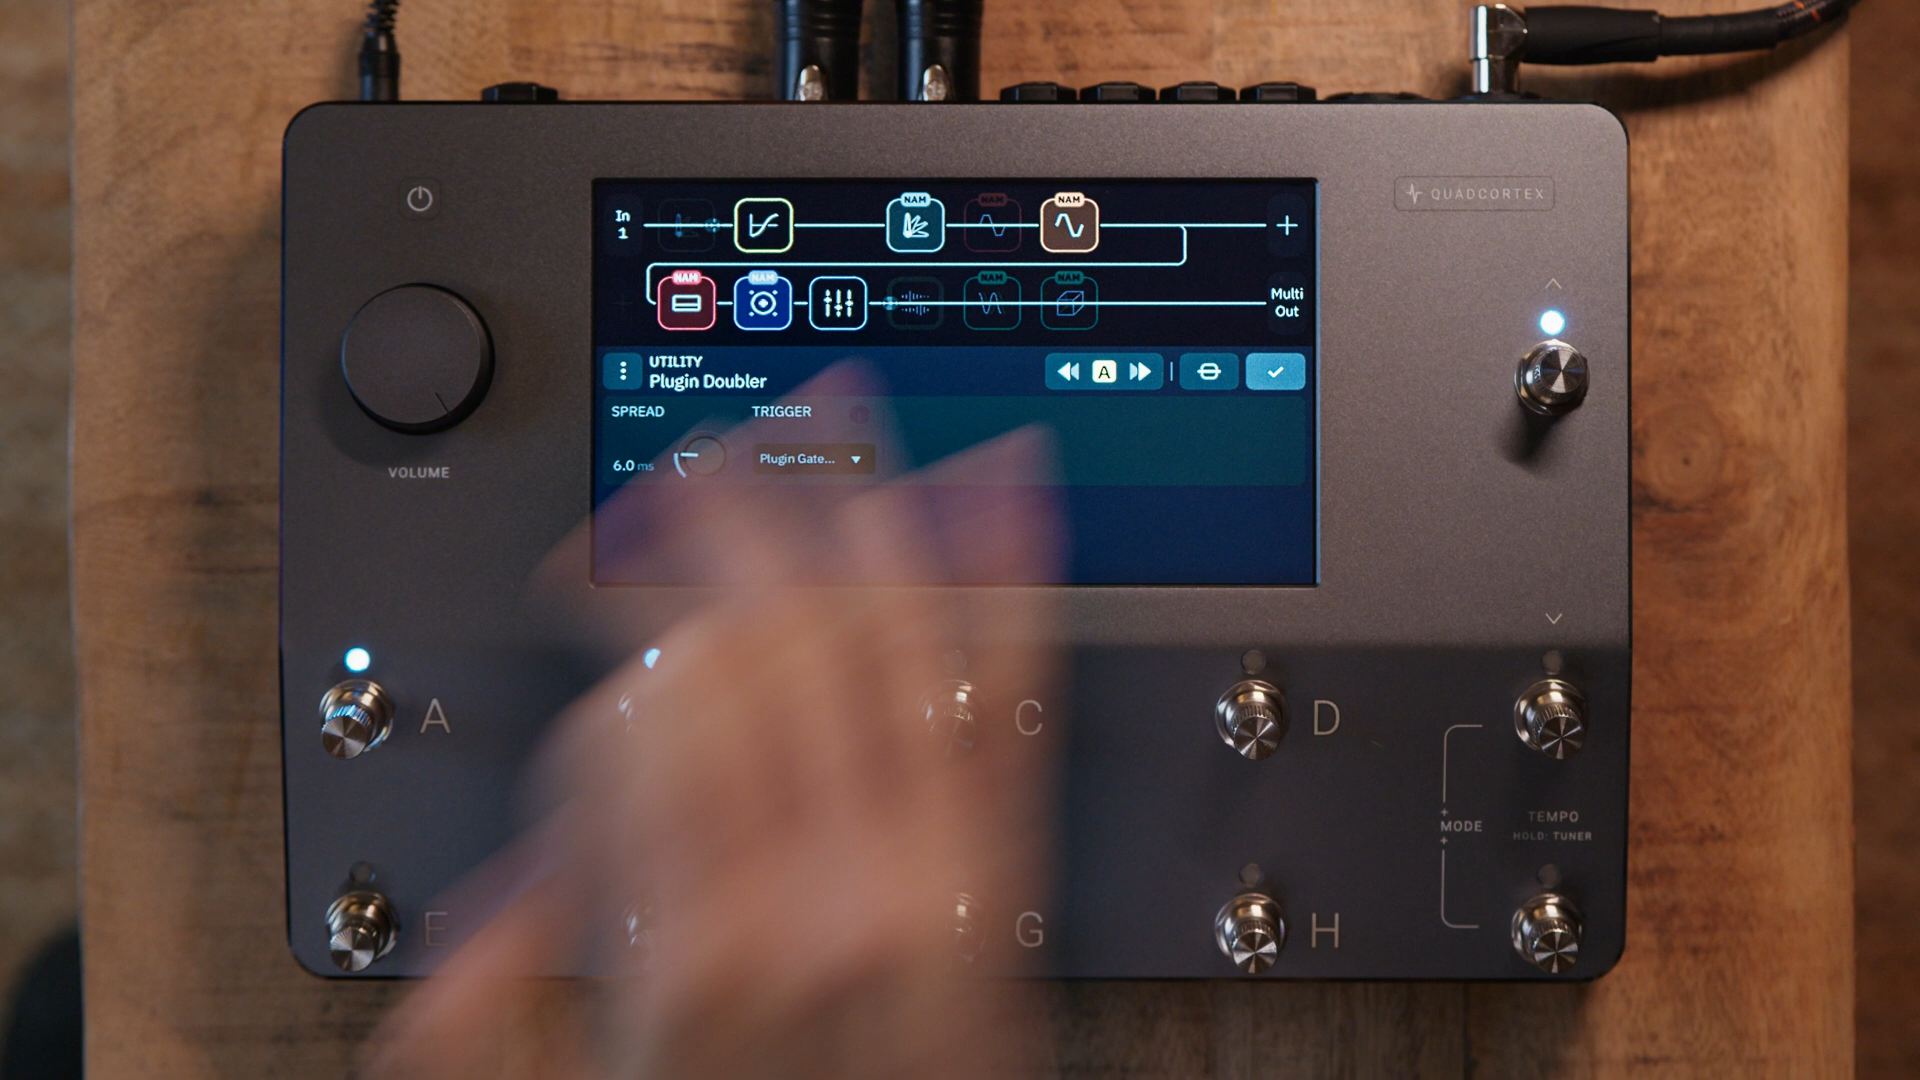 QUADCORTEX
In
1
NAM
NAM
NAM
NAM
NAM
NAM
NAM
Multi
Out
UTILITY
Plugin Doubler
A
SPREAD
TRIGGER
6.0 ms
Plugin Gate...
VOLUME
A
C
D
MODE
TEMPO
HOLD: TUNER
E
G
H